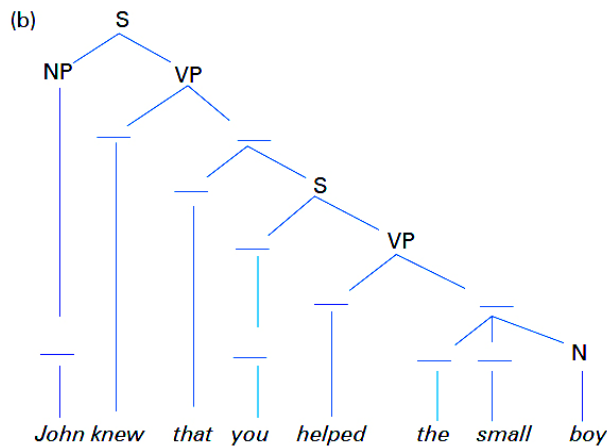 (b) S
NP VP
S
VP
N
John knew that you helped the small boy